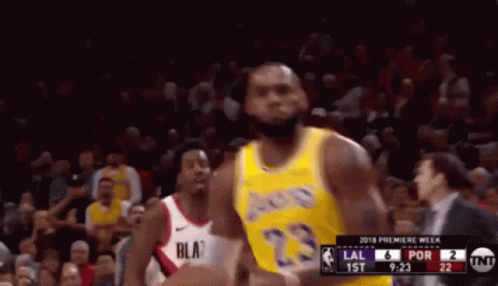 LAKERS
23
BLA
2018 PREMIERE WEEK
LAL 6 POR 2
1ST 9:23 22
TNT